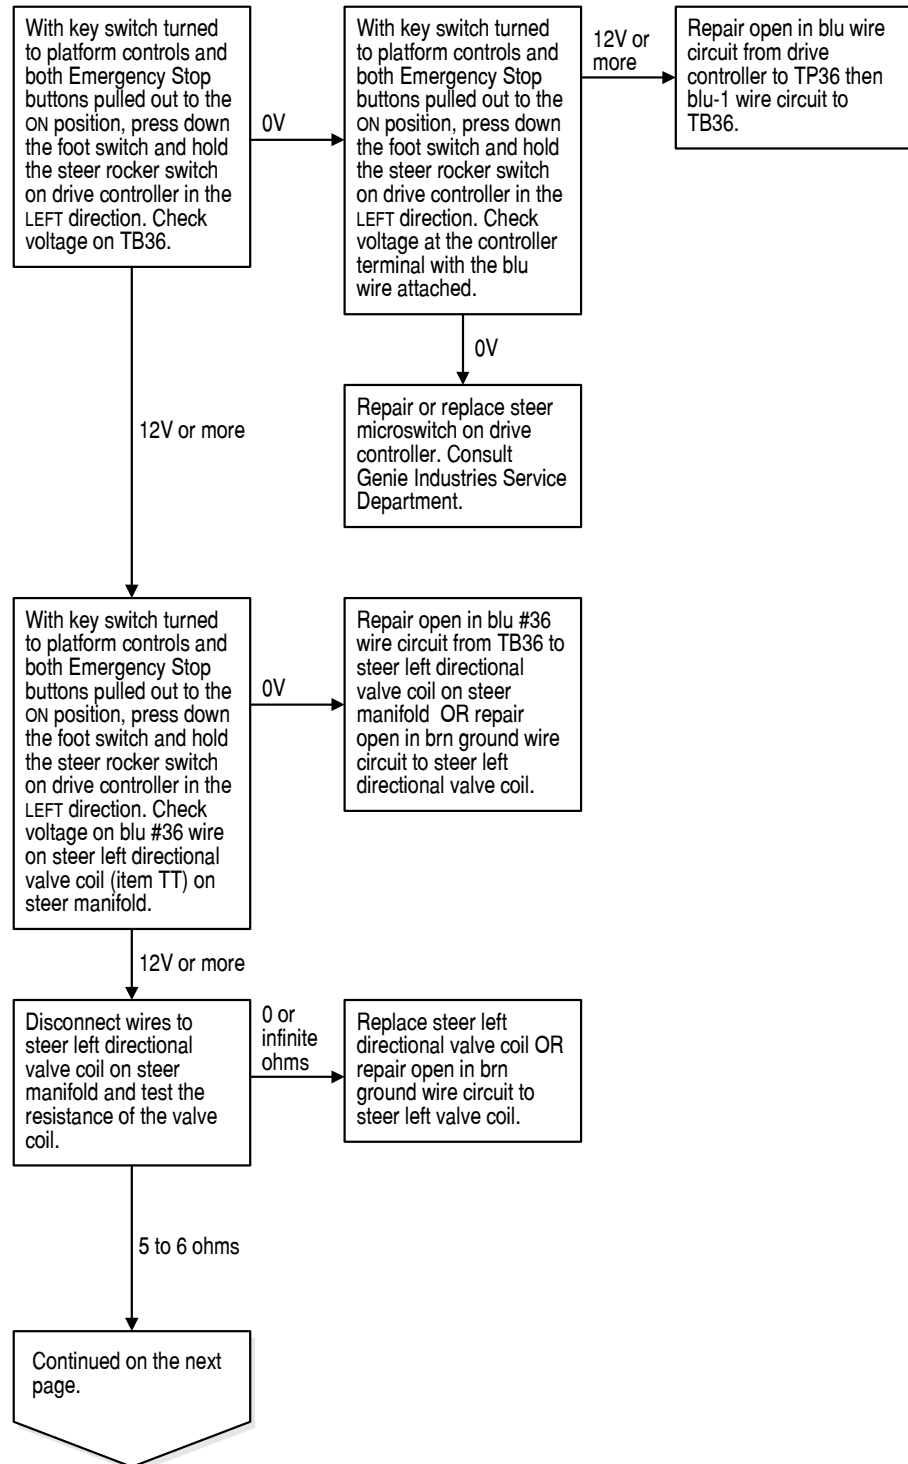 With key switch turned
to platform controls and
both Emergency Stop
buttons pulled out to the
ON position, press down
the foot switch and hold
the steer rocker switch
on drive controller in the
LEFT direction. Check
voltage on TB36.
0V
With key switch turned
to platform controls and
both Emergency Stop
buttons pulled out to the
ON position, press down
the foot switch and hold
the steer rocker switch
on drive controller in the
LEFT direction. Check
voltage at the controller
terminal with the blu
wire attached.
12V or
more
Repair open in blu wire
circuit from drive
controller to TP36 then
blu-1 wire circuit to
TB36.
0V
Repair or replace steer
microswitch on drive
controller. Consult
Genie Industries Service
Department.
12V or more
With key switch turned
to platform controls and
both Emergency Stop
buttons pulled out to the
ON position, press down
the foot switch and hold
the steer rocker switch
on drive controller in the
LEFT direction. Check
voltage on blu #36 wire
on steer left directional
valve coil (item TT) on
steer manifold.
0V
Repair open in blu #36
wire circuit from TB36 to
steer left directional
valve coil on steer
manifold OR repair
open in brn ground wire
circuit to steer left
directional valve coil.
12V or more
Disconnect wires to
steer left directional
valve coil on steer
manifold and test the
resistance of the valve
coil.
0 or
infinite
ohms
Replace steer left
directional valve coil OR
repair open in brn
ground wire circuit to
steer left valve coil.
5 to 6 ohms
Continued on the next
page.